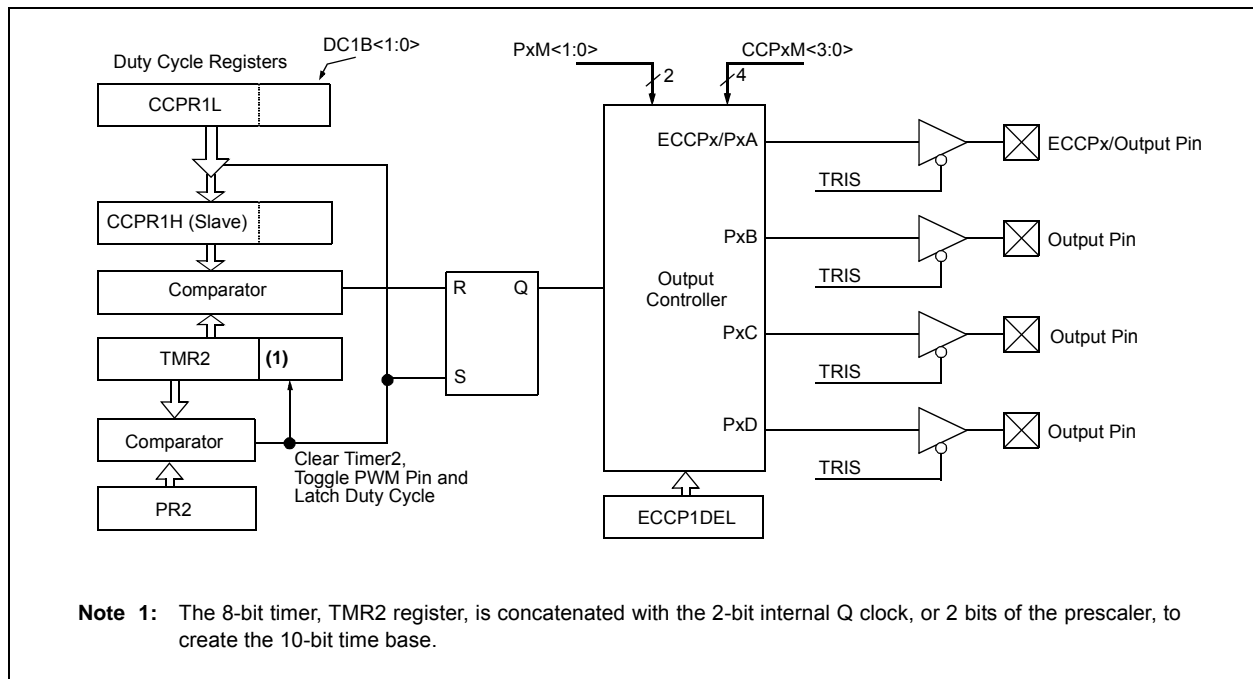 DC1B<1:0>
Duty Cycle Registers
CCPR1L
CCPR1H (Slave)
Comparator
TMR2
(1)
Comparator
PR2
Clear Timer2,
Toggle PWM Pin and
Latch Duty Cycle
R
Q
S
PxM<1:0>
2
CCPxM<3:0>
4
Output
Controller
ECCPx/PxA
PxB
PxC
PxD
ECCP1DEL
TRIS
ECCPx/Output Pin
TRIS
Output Pin
TRIS
Output Pin
TRIS
Output Pin
Note 1: The 8-bit timer, TMR2 register, is concatenated with the 2-bit internal Q clock, or 2 bits of the prescaler, to
create the 10-bit time base.